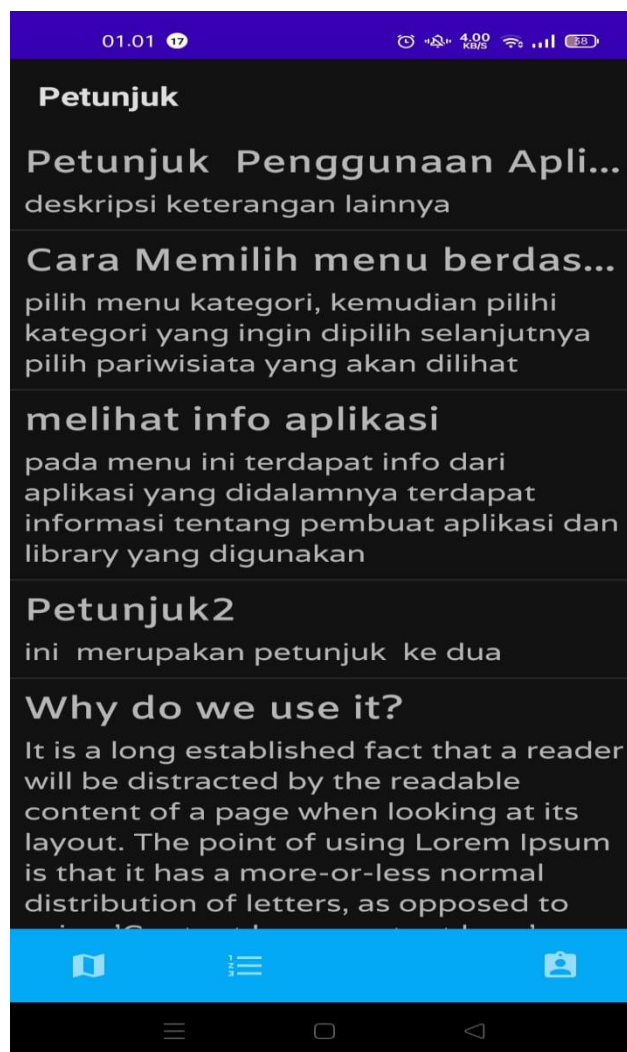 01.01 17 4.00 KB/S 38
Petunjuk
Petunjuk  Penggunaan Apli...
deskripsi keterangan lainnya
Cara Memilih menu berdas...
pilih menu kategori, kemudian pilihi
kategori yang ingin dipilih selanjutnya
pilih pariwisiata yang akan dilihat
melihat info aplikasi
pada menu ini terdapat info dari
aplikasi yang didalamnya terdapat
informasi tentang pembuat aplikasi dan
library yang digunakan
Petunjuk2
ini  merupakan petunjuk  ke dua
Why do we use it?
It is a long established fact that a reader
will be distracted by the readable
content of a page when looking at its
layout. The point of using Lorem Ipsum
is that it has a more-or-less normal
distribution of letters, as opposed to